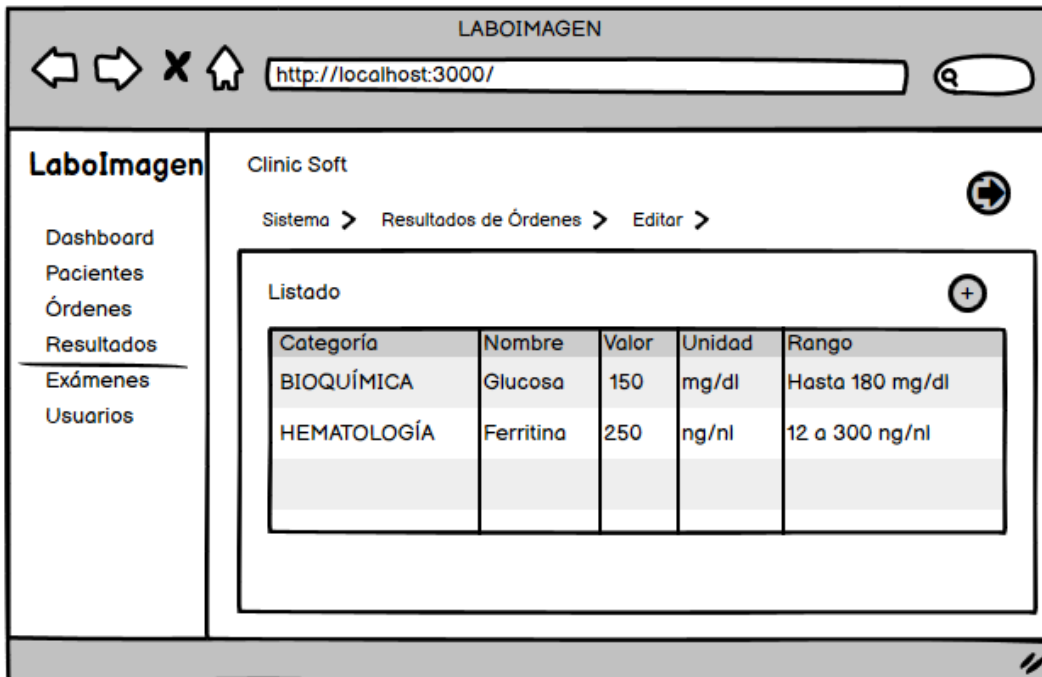 LABOIMAGEN
http://localhost:3000/
LaboImagen
Dashboard
Pacientes
Órdenes
Resultados
Exámenes
Usuarios
Clinic Soft
Sistema > Resultados de Órdenes > Editar >
Listado
+
Categoría Nombre Valor Unidad Rango
BIOQUÍMICA Glucosa 150 mg/dl Hasta 180 mg/dl
HEMATOLOGÍA Ferritina 250 ng/nl 12 a 300 ng/nl